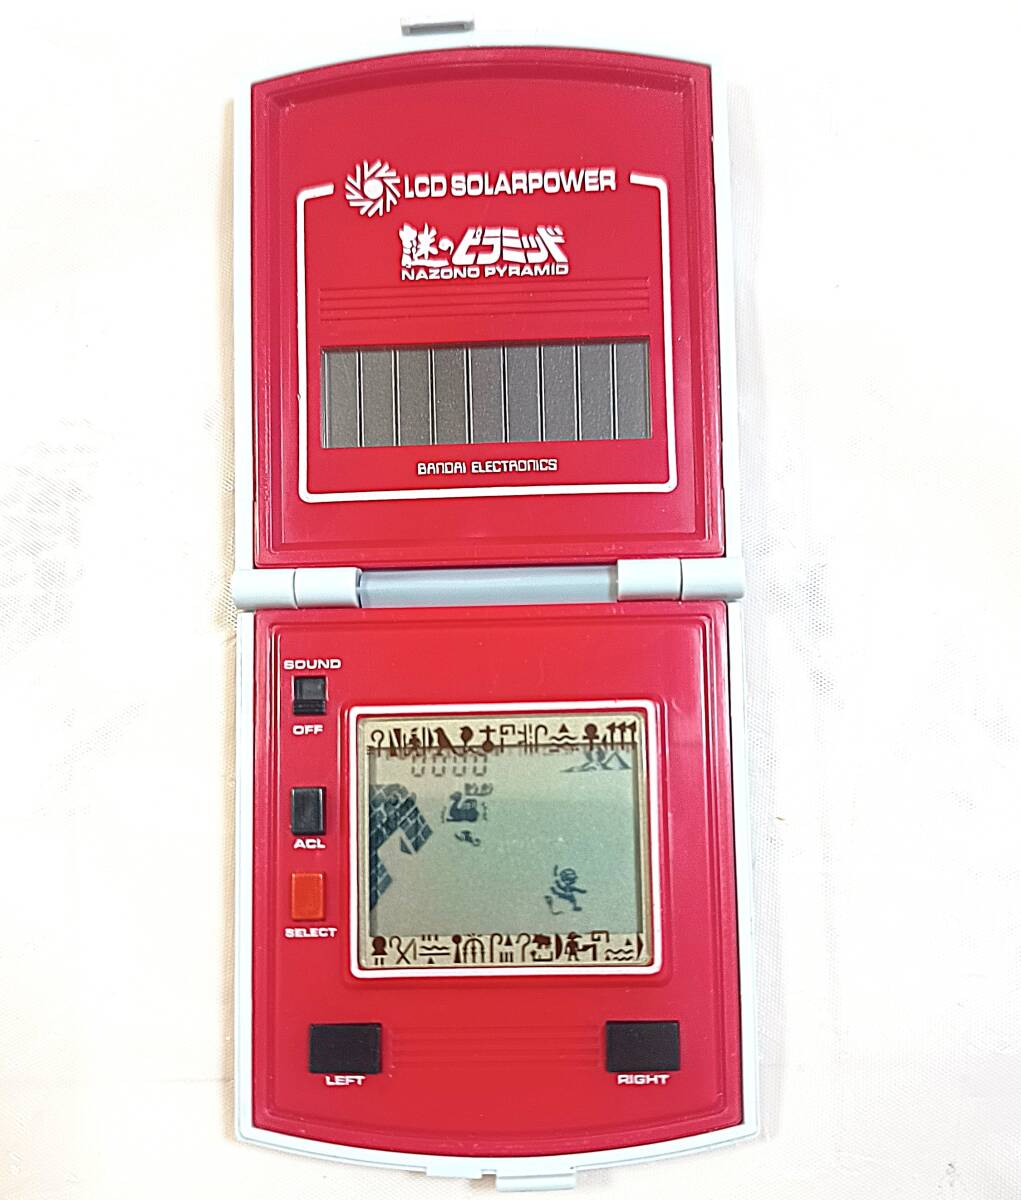 LCD SOLARPOWER
謎のピラミッド
NAZONO PYRAMID
BANDAI ELECTRONICS
SOUND
OFF
0000
ACL
SELECT
LEFT
RIGHT